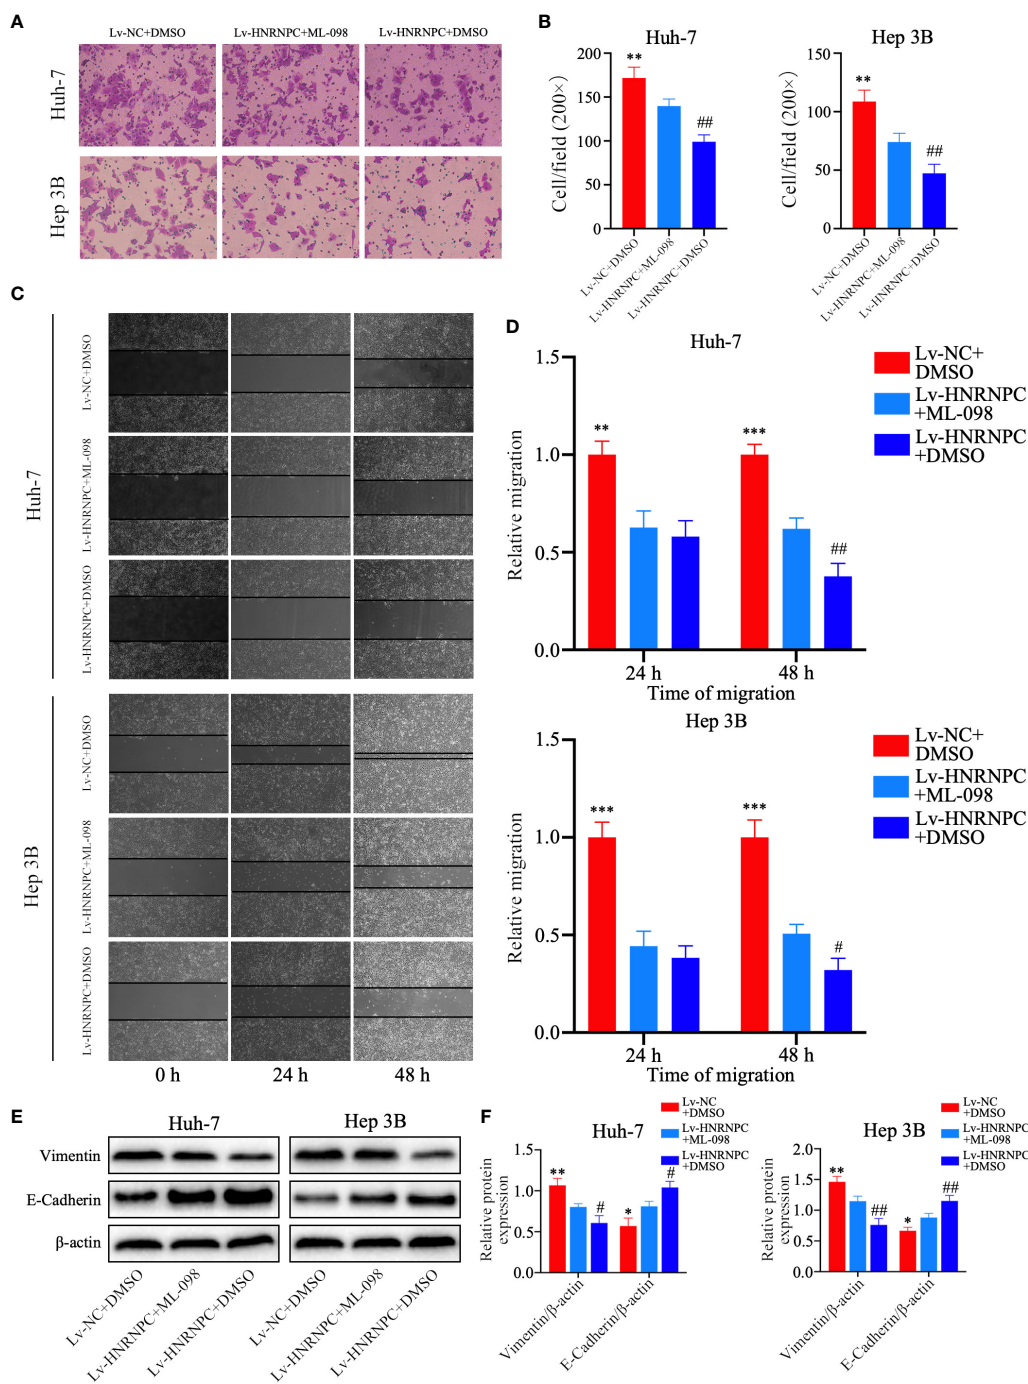 A
Lv-NC+DMSO
Lv-HNRNPC+ML-098
Lv-HNRNPC+DMSO
Huh-7
Hep 3B
B
Huh-7
Cell/field (200×)
200
150
100
50
0
**
##
Lv-NC+DMSO
Lv-HNRNPC+ML-098
Lv-HNRNPC+DMSO
Hep 3B
Cell/field (200×)
150
100
50
0
**
##
Lv-NC+DMSO
Lv-HNRNPC+ML-098
Lv-HNRNPC+DMSO
C
Huh-7
Lv-NC+DMSO
Lv-HNRNPC+ML-098
Lv-HNRNPC+DMSO
Hep 3B
Lv-NC+DMSO
Lv-HNRNPC+ML-098
Lv-HNRNPC+DMSO
0 h
24 h
48 h
D
Huh-7
Relative migration
1.5
1.0
0.5
0.0
**
***
##
24 h
48 h
Time of migration
Lv-NC+
DMSO
Lv-HNRNPC
+ML-098
Lv-HNRNPC
+DMSO
Hep 3B
Relative migration
1.5
1.0
0.5
0.0
***
***
#
24 h
48 h
Time of migration
Lv-NC+
DMSO
Lv-HNRNPC
+ML-098
Lv-HNRNPC
+DMSO
E
Huh-7
Hep 3B
Vimentin
E-Cadherin
β-actin
Lv-NC+DMSO
Lv-HNRNPC+ML-098
Lv-HNRNPC+DMSO
Lv-NC+DMSO
Lv-HNRNPC+ML-098
Lv-HNRNPC+DMSO
F
Huh-7
Lv-NC
+DMSO
Lv-HNRNPC
+ML-098
Lv-HNRNPC
+DMSO
Relative protein
expression
1.5
1.0
0.5
0.0
**
#
*
#
Vimentin/β-actin
E-Cadherin/β-actin
Hep 3B
Lv-NC
+DMSO
Lv-HNRNPC
+ML-098
Lv-HNRNPC
+DMSO
Relative protein
expression
2.0
1.5
1.0
0.5
0.0
**
##
*
##
Vimentin/β-actin
E-Cadherin/β-actin